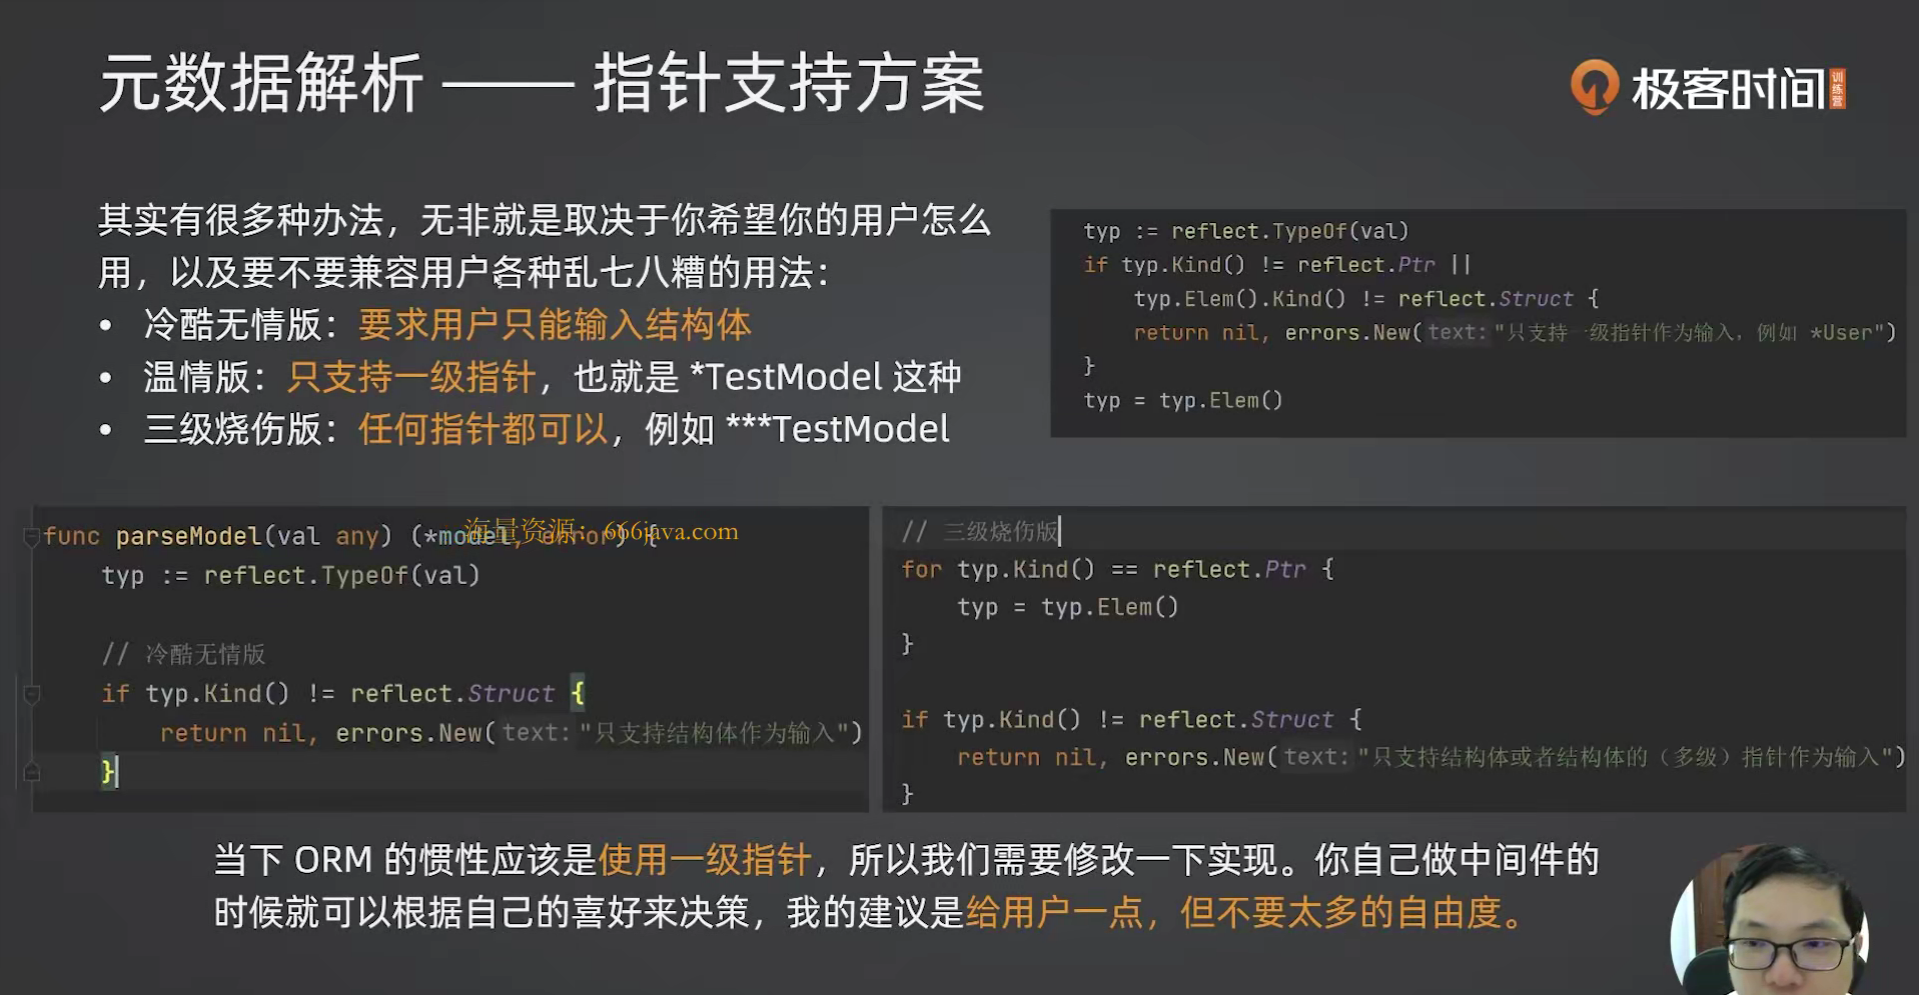 元数据解析 —— 指针支持方案
极客时间 训练营
其实有很多种办法，无非就是取决于你希望你的用户怎么
用，以及要不要兼容用户各种乱七八糟的用法：
• 冷酷无情版：要求用户只能输入结构体
• 温情版：只支持一级指针，也就是 *TestModel 这种
• 三级烧伤版：任何指针都可以，例如 ***TestModel
typ := reflect.TypeOf(val)
if typ.Kind() != reflect.Ptr ||
typ.Elem().Kind() != reflect.Struct {
return nil, errors.New( text: "只支持一级指针作为输入，例如 *User")
}
typ = typ.Elem()
func parseModel(val any) (*model, error) {
海量资源：666java.com
typ := reflect.TypeOf(val)
// 冷酷无情版
if typ.Kind() != reflect.Struct {
return nil, errors.New( text: "只支持结构体作为输入")
}
// 三级烧伤版
for typ.Kind() == reflect.Ptr {
typ = typ.Elem()
}
if typ.Kind() != reflect.Struct {
return nil, errors.New( text: "只支持结构体或者结构体的（多级）指针作为输入")
}
当下 ORM 的惯性应该是使用一级指针，所以我们需要修改一下实现。你自己做中间件的
时候就可以根据自己的喜好来决策，我的建议是给用户一点，但不要太多的自由度。